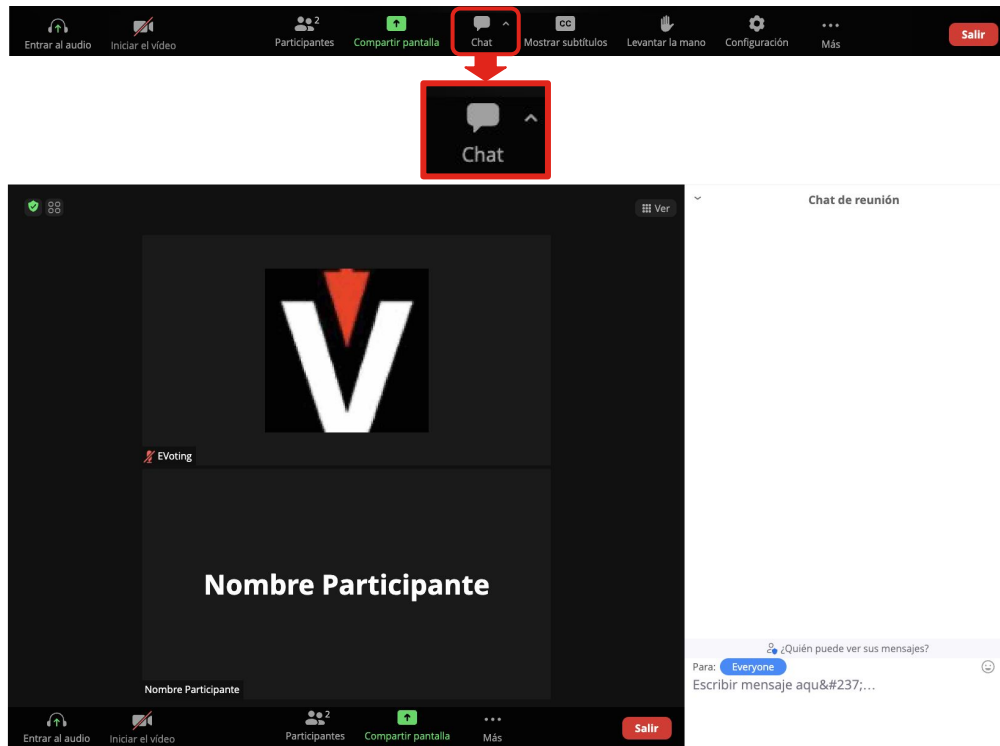 2
Entrar al audio Iniciar el vídeo Participantes Compartir pantalla Chat CC Mostrar subtítulos Levantar la mano Configuración Más Salir
Chat
Ver
Chat de reunión
V
EVoting
Nombre Participante
Nombre Participante
¿Quién puede ver sus mensajes?
Para: Everyone
Escribir mensaje aqu&#237;...
2
Entrar al audio Iniciar el vídeo Participantes Compartir pantalla Más Salir